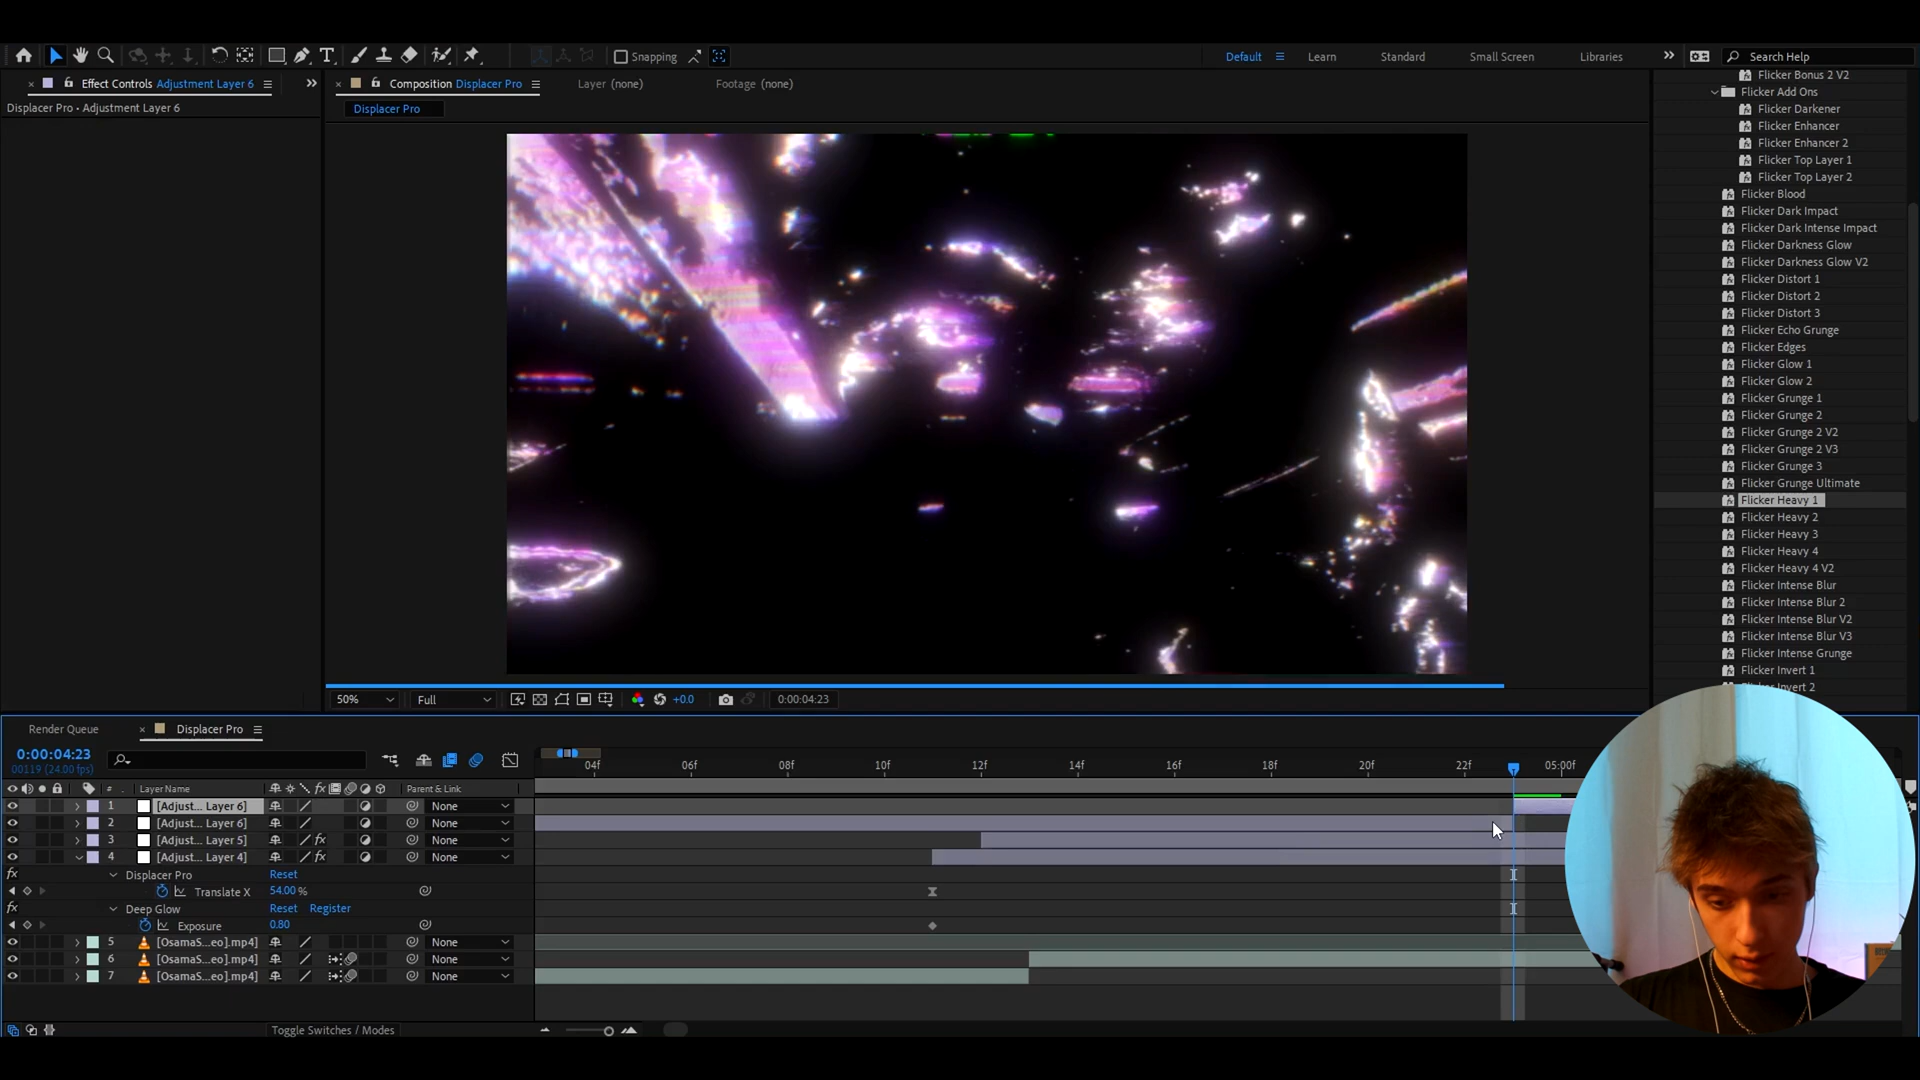 Snapping
Default
Learn
Standard
Small Screen
Libraries
Search Help
Effect Controls Adjustment Layer 6
Composition Displacer Pro
Layer (none)
Footage (none)
Displacer Pro • Adjustment Layer 6
Displacer Pro
Flicker Bonus 2 V2
Flicker Add Ons
Flicker Darkener
Flicker Enhancer
Flicker Enhancer 2
Flicker Top Layer 1
Flicker Top Layer 2
Flicker Blood
Flicker Dark Impact
Flicker Dark Intense Impact
Flicker Darkness Glow
Flicker Darkness Glow V2
Flicker Distort 1
Flicker Distort 2
Flicker Distort 3
Flicker Echo Grunge
Flicker Edges
Flicker Glow 1
Flicker Glow 2
Flicker Grunge 1
Flicker Grunge 2
Flicker Grunge 2 V2
Flicker Grunge 2 V3
Flicker Grunge 3
Flicker Grunge Ultimate
Flicker Heavy 1
Flicker Heavy 2
Flicker Heavy 3
Flicker Heavy 4
Flicker Heavy 4 V2
Flicker Intense Blur
Flicker Intense Blur 2
Flicker Intense Blur V2
Flicker Intense Blur V3
Flicker Intense Grunge
Flicker Invert 1
50%
Full
+0.0
0:00:04:23
Render Queue
Displacer Pro
0:00:04:23
00119 (24.00 fps)
04f
06f
08f
10f
12f
14f
16f
18f
20f
22f
05:00f
#
Layer Name
Parent & Link
1 [Adjust... Layer 6] None
2 [Adjust... Layer 6] None
3 [Adjust... Layer 5] fx None
4 [Adjust... Layer 4] fx None
fx Displacer Pro Reset
Translate X 54.00 %
fx Deep Glow Reset Register
Exposure 0.80
5 [OsamaS...eo].mp4] None
6 [OsamaS...eo].mp4] None
7 [OsamaS...eo].mp4] None
Toggle Switches / Modes